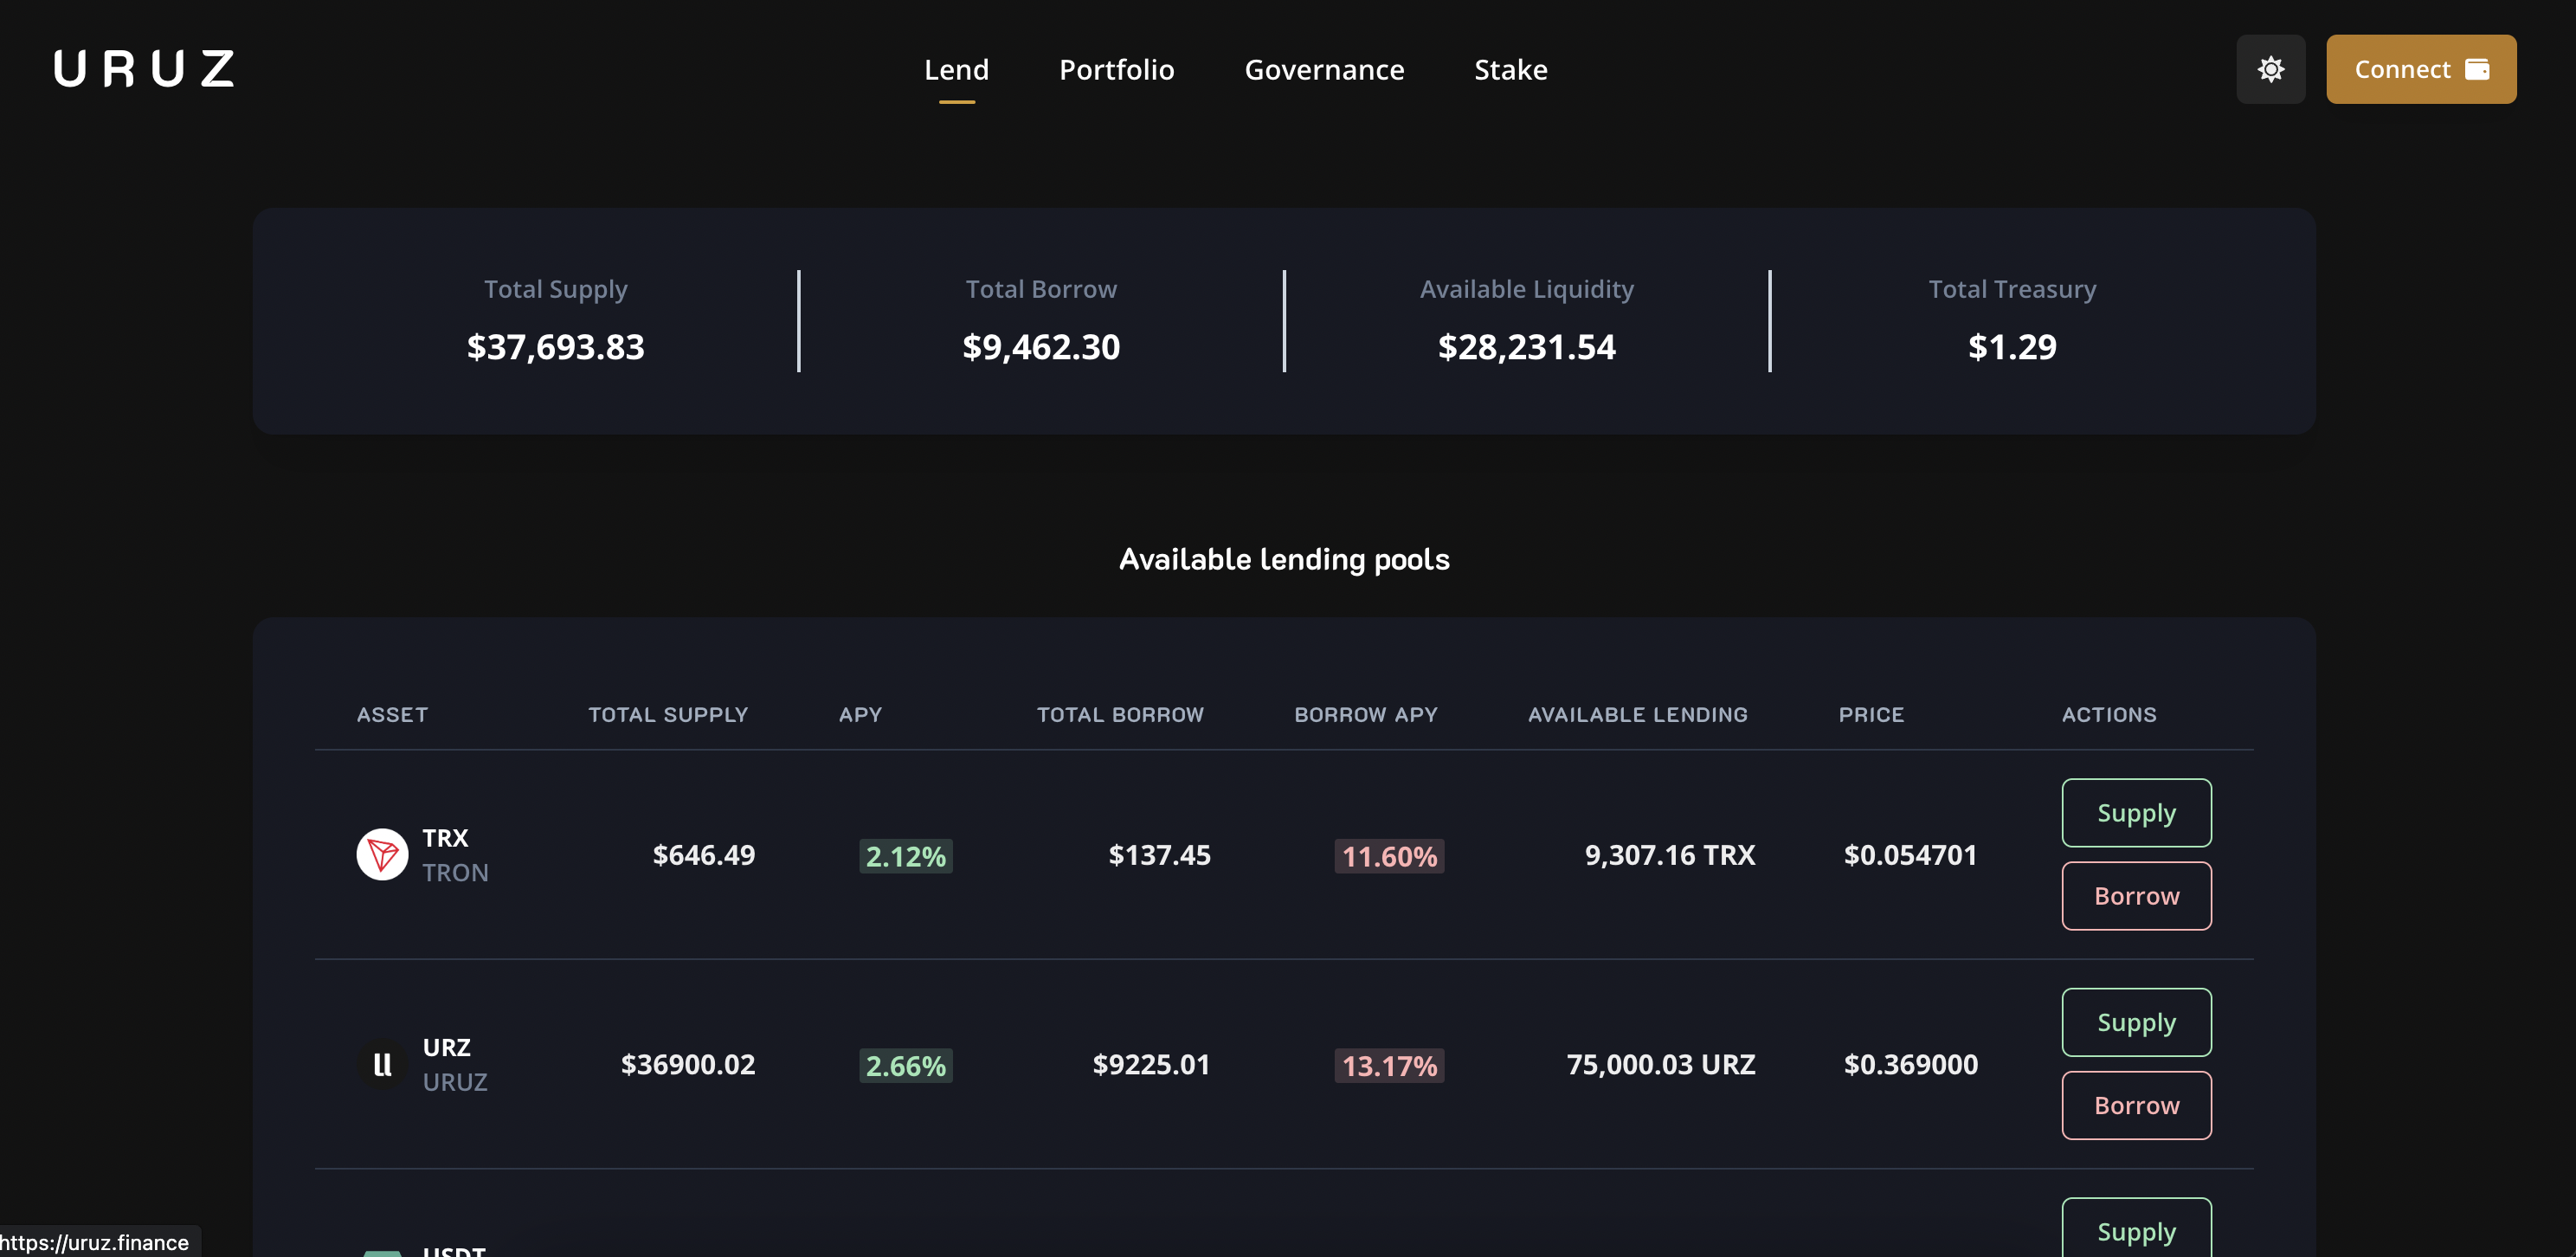 URUZ
Lend Portfolio Governance Stake
Connect
Total Supply Total Borrow Available Liquidity Total Treasury
$37,693.83 $9,462.30 $28,231.54 $1.29
Available lending pools
ASSET TOTAL SUPPLY APY TOTAL BORROW BORROW APY AVAILABLE LENDING PRICE ACTIONS
Supply
TRX
$646.49 2.12% $137.45 11.60% 9,307.16 TRX $0.054701
TRON
Borrow
Supply
URZ
$36900.02 2.66% $9225.01 13.17% 75,000.03 URZ $0.369000
URUZ
Borrow
Supply
USDT
https://uruz.finance